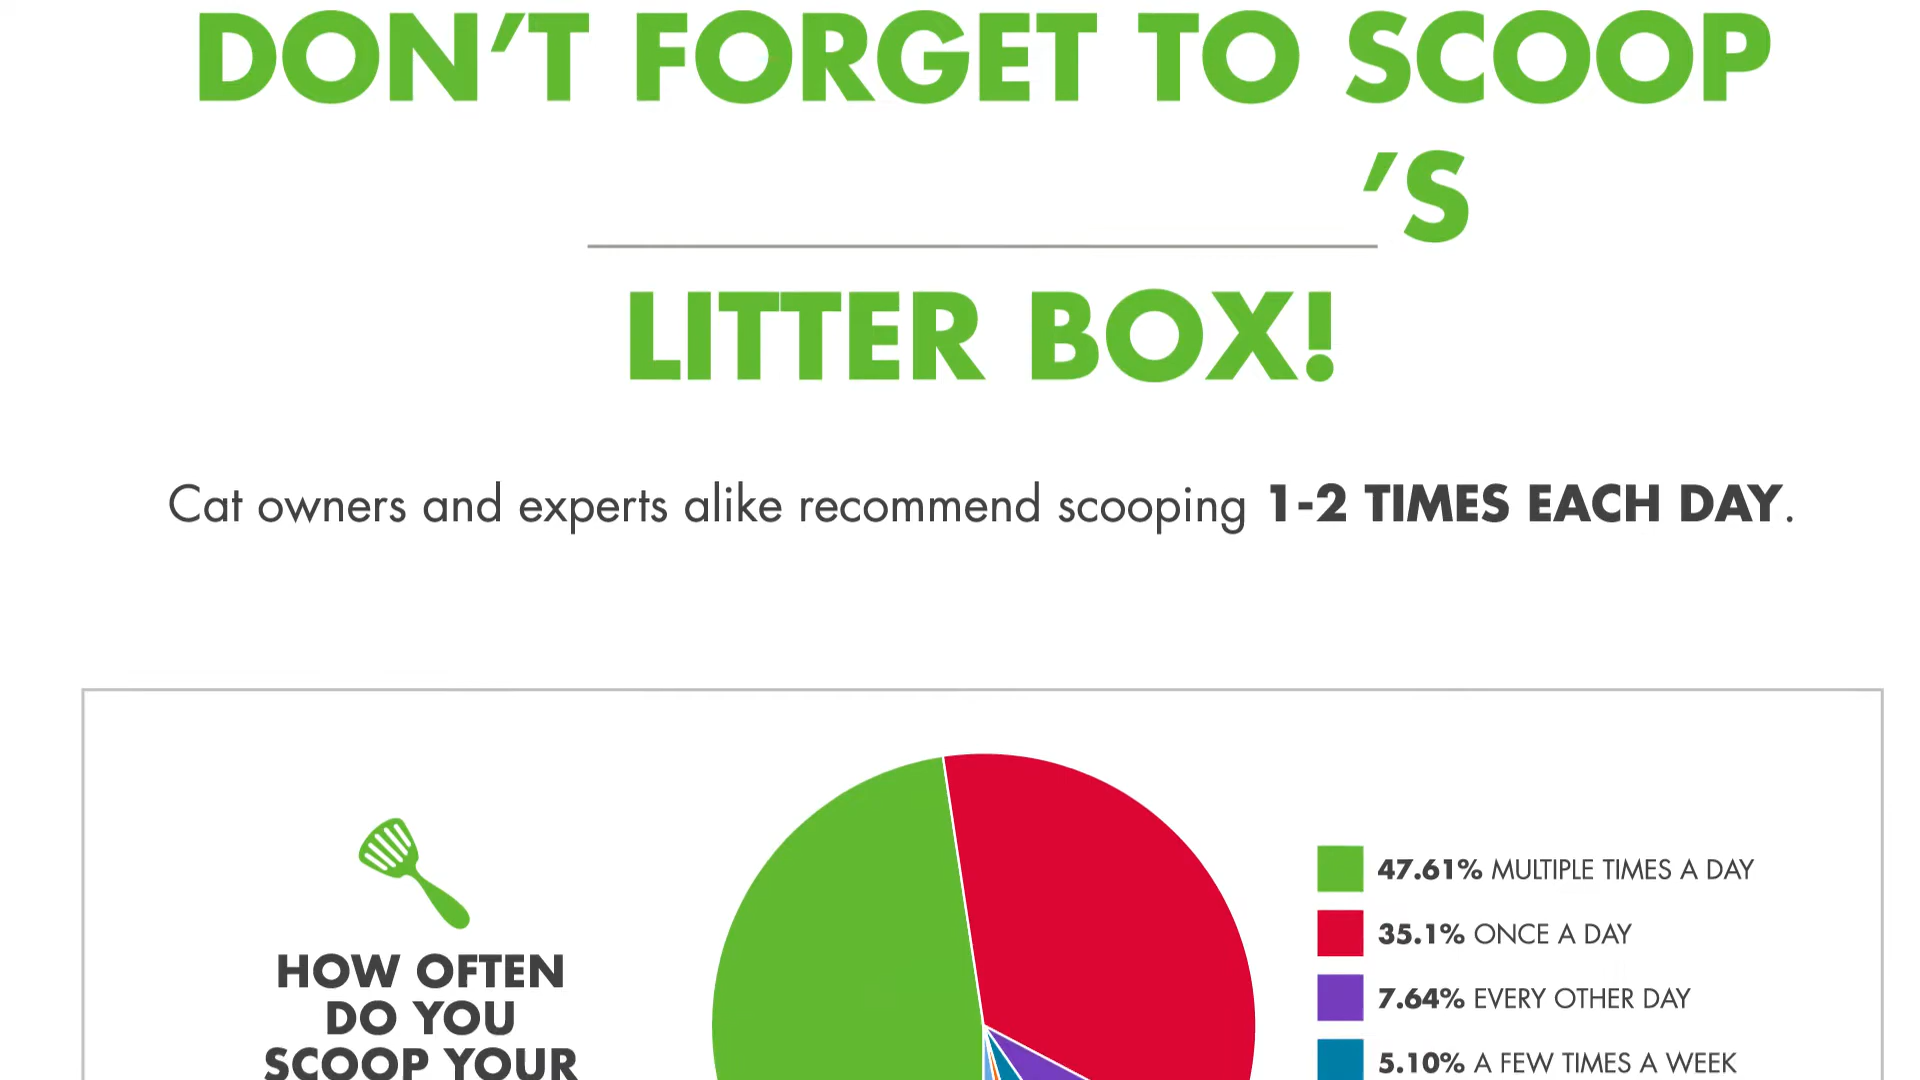 DON'T FORGET TO SCOOP
'S
LITTER BOX!
Cat owners and experts alike recommend scooping 1-2 TIMES EACH DAY.
HOW OFTEN
DO YOU
SCOOP YOUR
47.61% MULTIPLE TIMES A DAY
35.1% ONCE A DAY
7.64% EVERY OTHER DAY
5.10% A FEW TIMES A WEEK